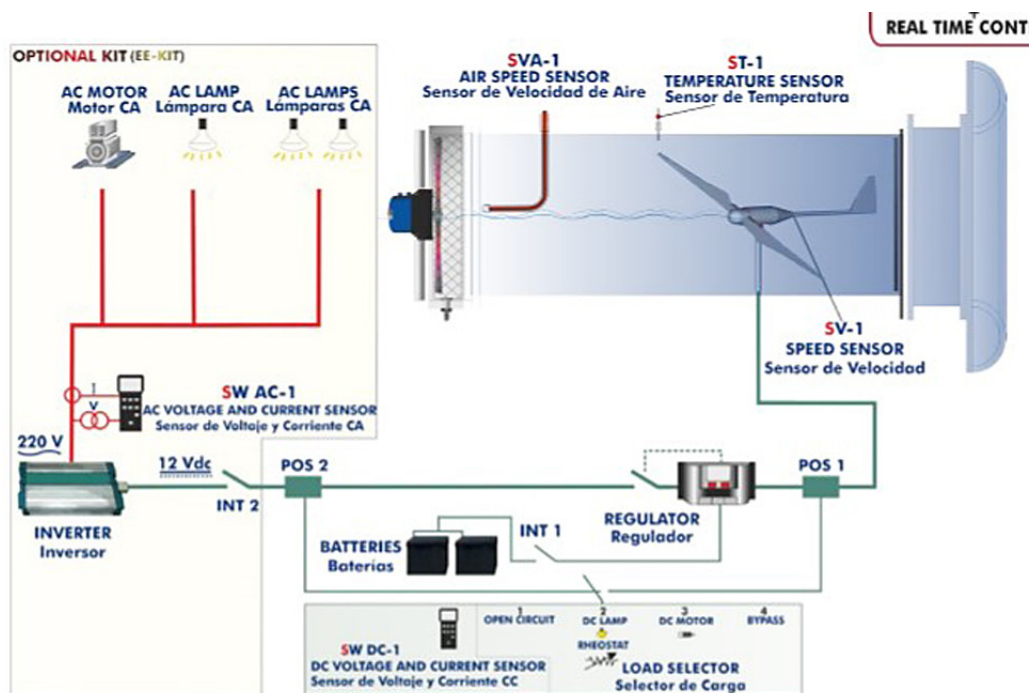 REAL TIME CONT
OPTIONAL KIT (EE-KIT)
AC MOTOR
Motor CA
AC LAMP
Lámpara CA
AC LAMPS
Lámparas CA
SVA-1
AIR SPEED SENSOR
Sensor de Velocidad de Aire
ST-1
TEMPERATURE SENSOR
Sensor de Temperatura
SV-1
SPEED SENSOR
Sensor de Velocidad
I
V
SW AC-1
AC VOLTAGE AND CURRENT SENSOR
Sensor de Voltaje y Corriente CA
220 V
12 Vdc
INT 2
POS 2
POS 1
INVERTER
Inversor
BATTERIES
Baterías
INT 1
REGULATOR
Regulador
SW DC-1
DC VOLTAGE AND CURRENT SENSOR
Sensor de Voltaje y Corriente CC
1
OPEN CIRCUIT
2
DC LAMP
RHEOSTAT
3
DC MOTOR
4
BYPASS
LOAD SELECTOR
Selector de Carga